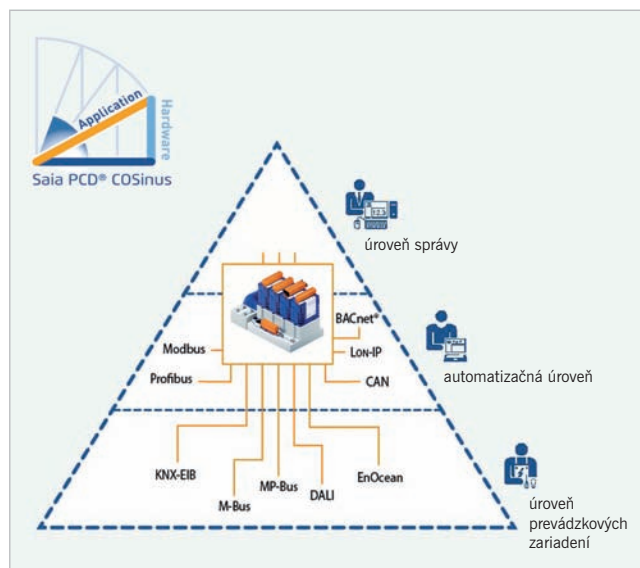 Application
Hardware
Saia PCD® COSinus
úroveň správy
BACnet®
Modbus
LON-IP
Profibus
CAN
automatizačná úroveň
KNX-EIB
M-Bus
MP-Bus
DALI
EnOcean
úroveň
prevádzkových
zariadení